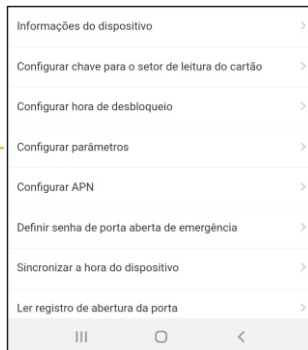 Informações do dispositivo
Configurar chave para o setor de leitura do cartão
Configurar hora de desbloqueio
Configurar parâmetros
Configurar APN
Definir senha de porta aberta de emergência
Sincronizar a hora do dispositivo
Ler registro de abertura da porta